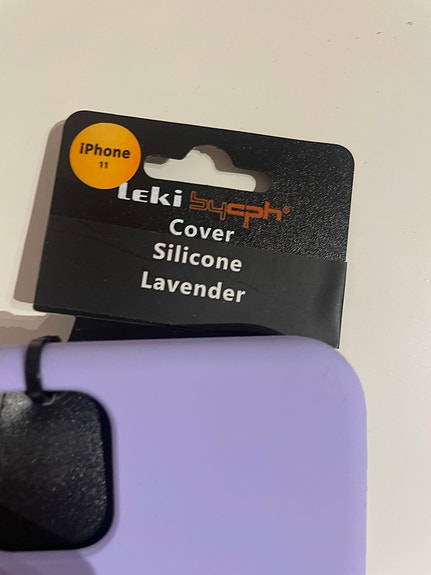 iPhone
11
Leki bycph®
Cover
Silicone
Lavender